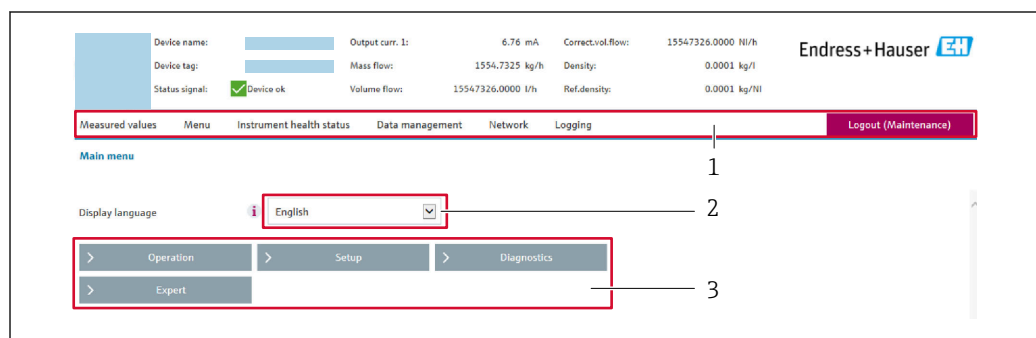 Device name: Output curr. 1: 6.76 mA Correct.vol.flow: 15547326.0000 Nl/h
Endress+Hauser EH
Device tag: Mass flow: 1554.7325 kg/h Density: 0.0001 kg/l
Status signal: Device ok Volume flow: 15547326.0000 l/h Ref.density: 0.0001 kg/Nl
Measured values Menu Instrument health status Data management Network Logging Logout (Maintenance)
1
Main menu
Display language i English 2
> Operation > Setup > Diagnostics
> Expert 3